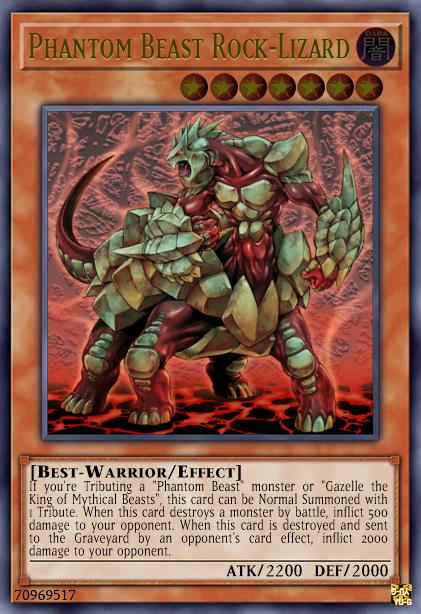 Phantom Beast Rock-Lizard
DARK
闇
[Best-Warrior/Effect]
If you're Tributing a "Phantom Beast" monster or "Gazelle the
King of Mythical Beasts", this card can be Normal Summoned with
1 Tribute. When this card destroys a monster by battle, inflict 500
damage to your opponent. When this card is destroyed and sent
to the Graveyard by an opponent's card effect, inflict 2000
damage to your opponent.
ATK/2200 DEF/2000
70969517